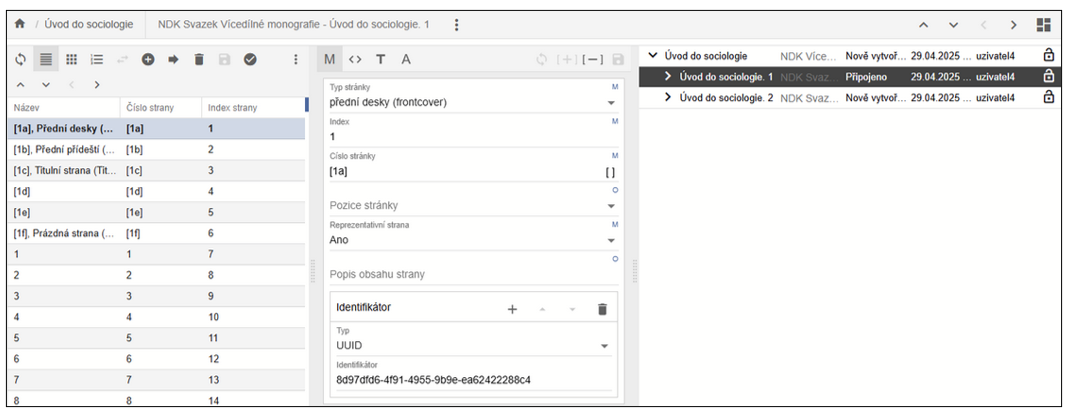 / Úvod do sociologie NDK Svazek Vícedílné monografie - Úvod do sociologie. 1
Název Číslo strany Index strany
[1a], Přední desky (... [1a] 1
[1b], Přední přídeští (... [1b] 2
[1c], Titulní strana (Tit... [1c] 3
[1d] [1d] 4
[1e] [1e] 5
[1f], Prázdná strana (... [1f] 6
1 1 7
2 2 8
3 3 9
4 4 10
5 5 11
6 6 12
7 7 13
8 8 14
M <> T A [+] [–]
Typ stránky M
přední desky (frontcover)
Index M
1
Číslo stránky M
[1a] [ ]
O
Pozice stránky
Reprezentativní strana M
Ano
O
Popis obsahu strany
Identifikátor
Typ
UUID
Identifikátor
8d97dfd6-4f91-4955-9b9e-ea62422288c4
Úvod do sociologie NDK Více... Nově vytvoř... 29.04.2025 ... uzivatel4
Úvod do sociologie. 1 NDK Svaz... Připojeno 29.04.2025 ... uzivatel4
Úvod do sociologie. 2 NDK Svaz... Nově vytvoř... 29.04.2025 ... uzivatel4